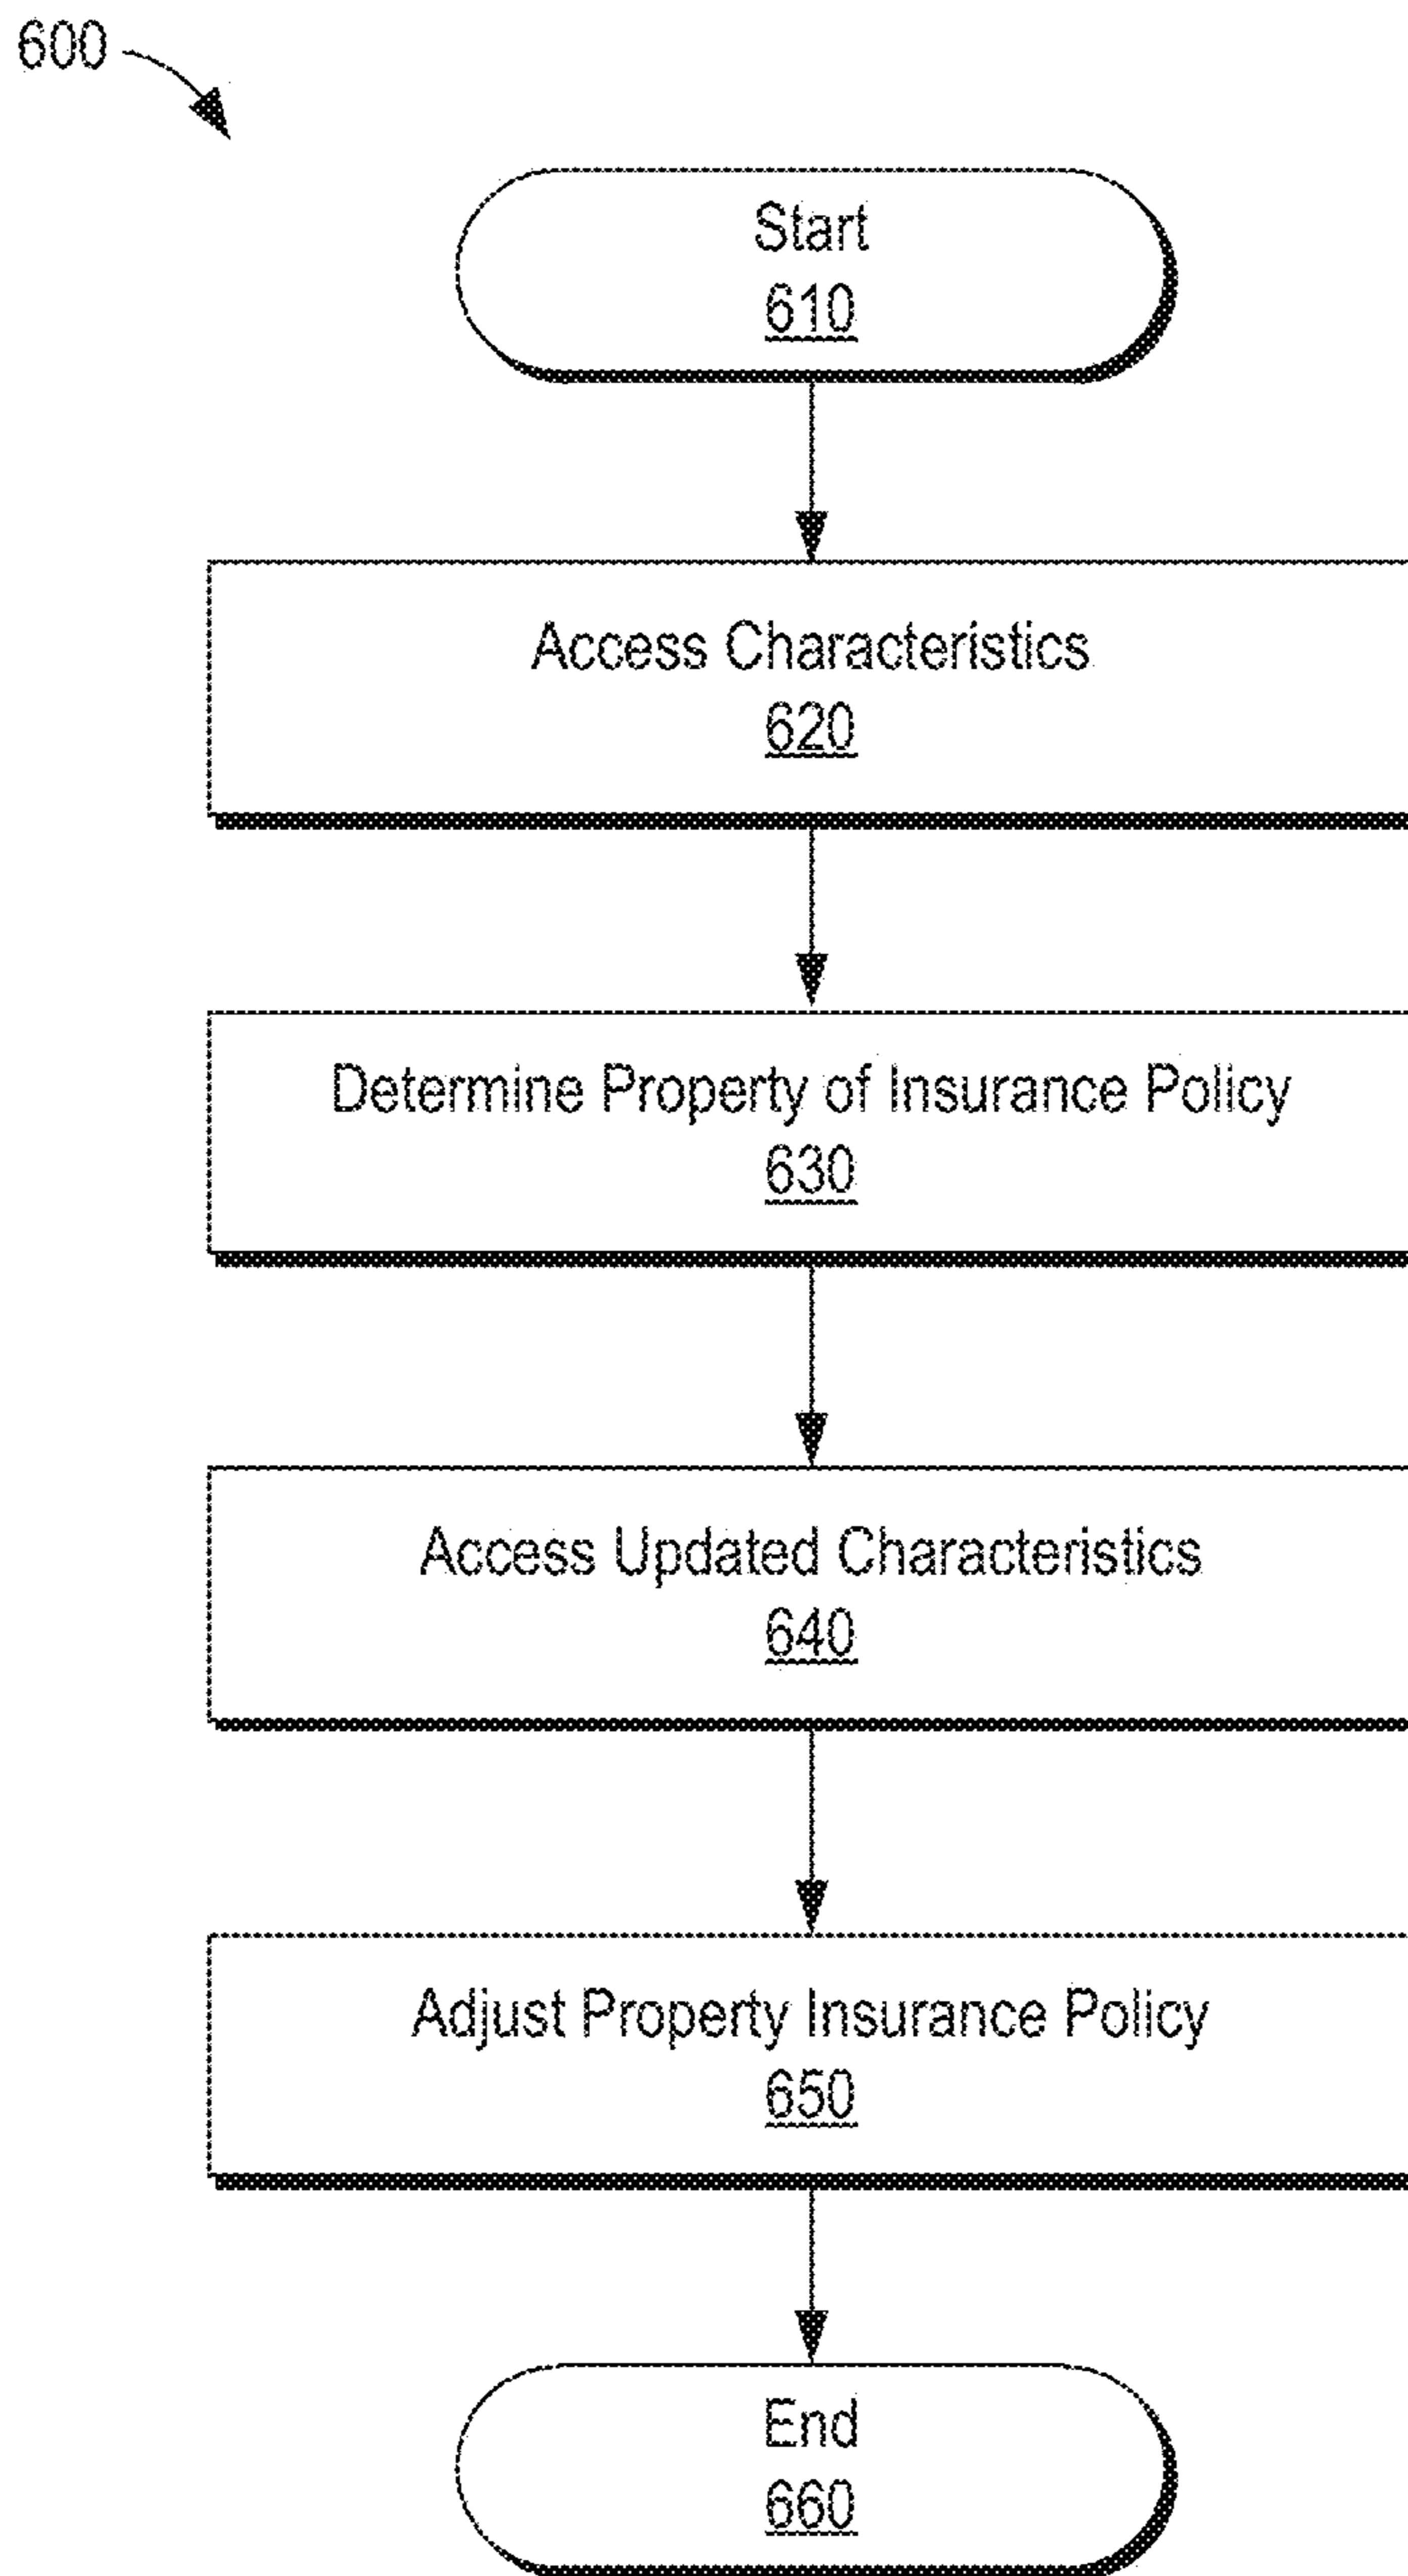 600
Start
610
Access Characteristics
620
Determine Property of Insurance Policy
630
Access Updated Characteristics
640
Adjust Property Insurance Policy
650
End
660